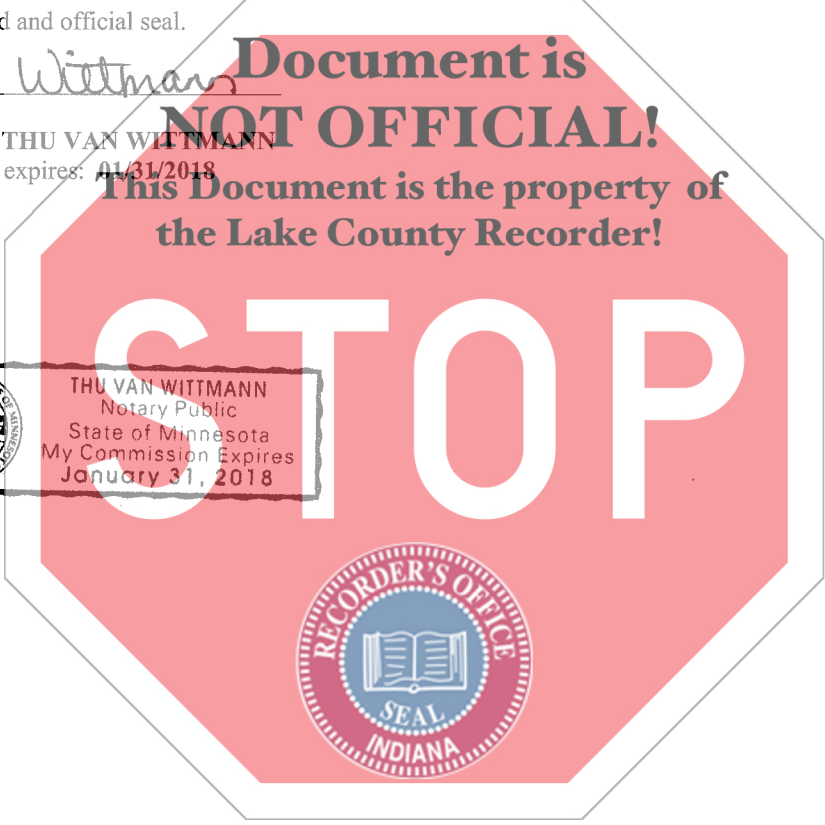 d and official seal.
Wittmann
Document is
NOT OFFICIAL!
THU VAN WITTMANN
expires: 01/31/2018
This Document is the property of
the Lake County Recorder!
STOP
OF MINNESOTA
THU VAN WITTMANN
Notary Public
State of Minnesota
My Commission Expires
January 31, 2018
RECORDER'S OFFICE
SEAL
INDIANA